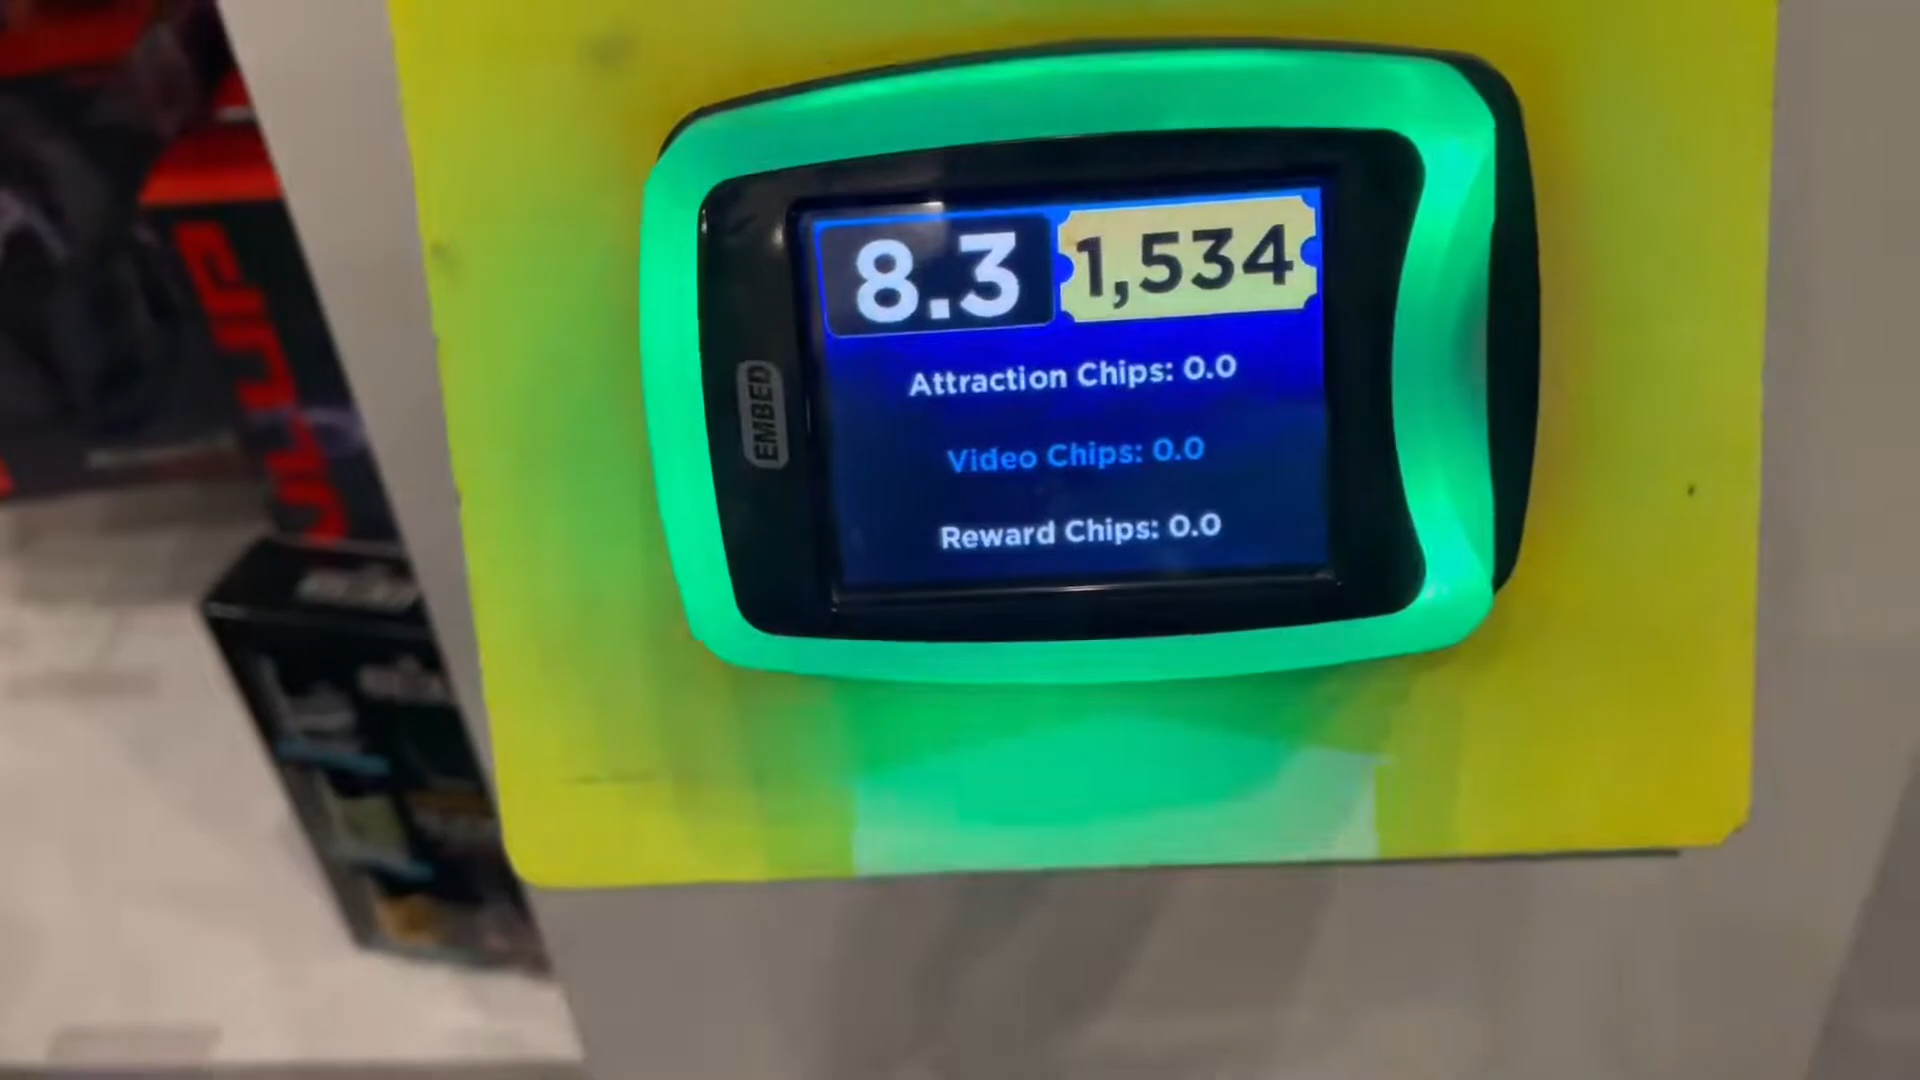 8.3
1,534
Attraction Chips: 0.0
Video Chips: 0.0
Reward Chips: 0.0
EMBED